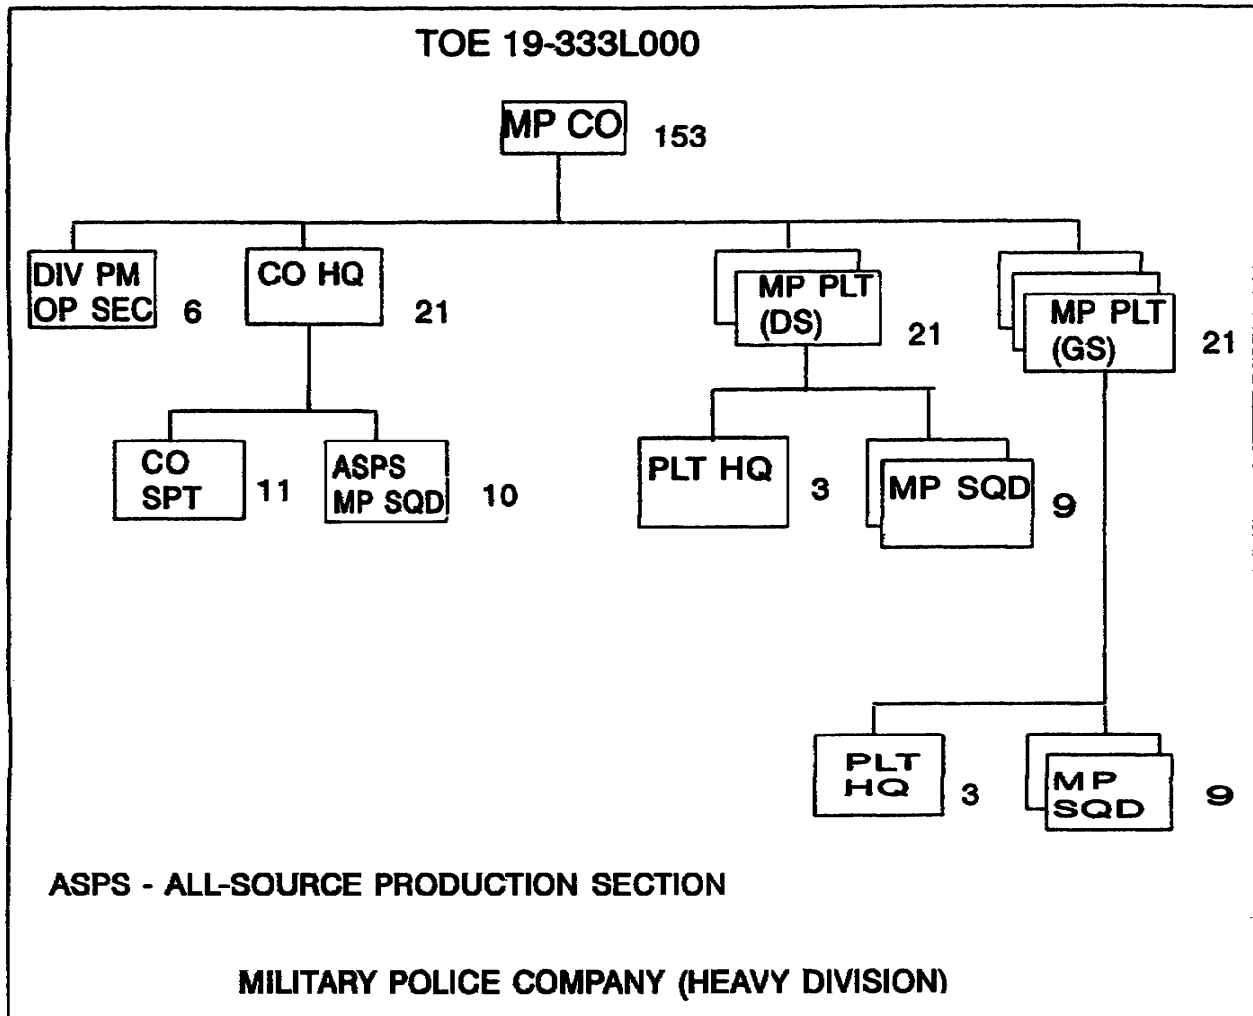 TOE 19-333L000
MP CO
153
DIV PM
OP SEC
6
CO HQ
21
MP PLT
(DS)
21
MP PLT
(GS)
21
CO
SPT
11
ASPS
MP SQD
10
PLT HQ
3
MP SQD
9
PLT
HQ
3
MP
SQD
9
ASPS - ALL-SOURCE PRODUCTION SECTION
MILITARY POLICE COMPANY (HEAVY DIVISION)